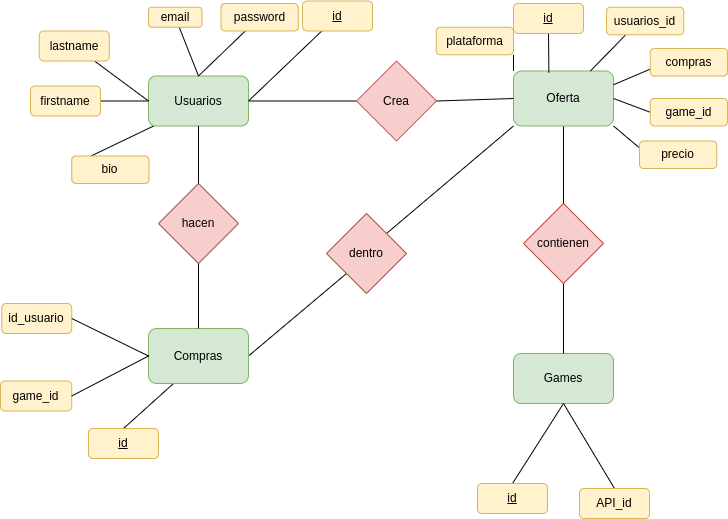 email
password
id
id
usuarios_id
lastname
plataforma
compras
firstname
Usuarios
Crea
Oferta
game_id
bio
precio
hacen
dentro
contienen
id_usuario
Compras
Games
game_id
id
id
API_id